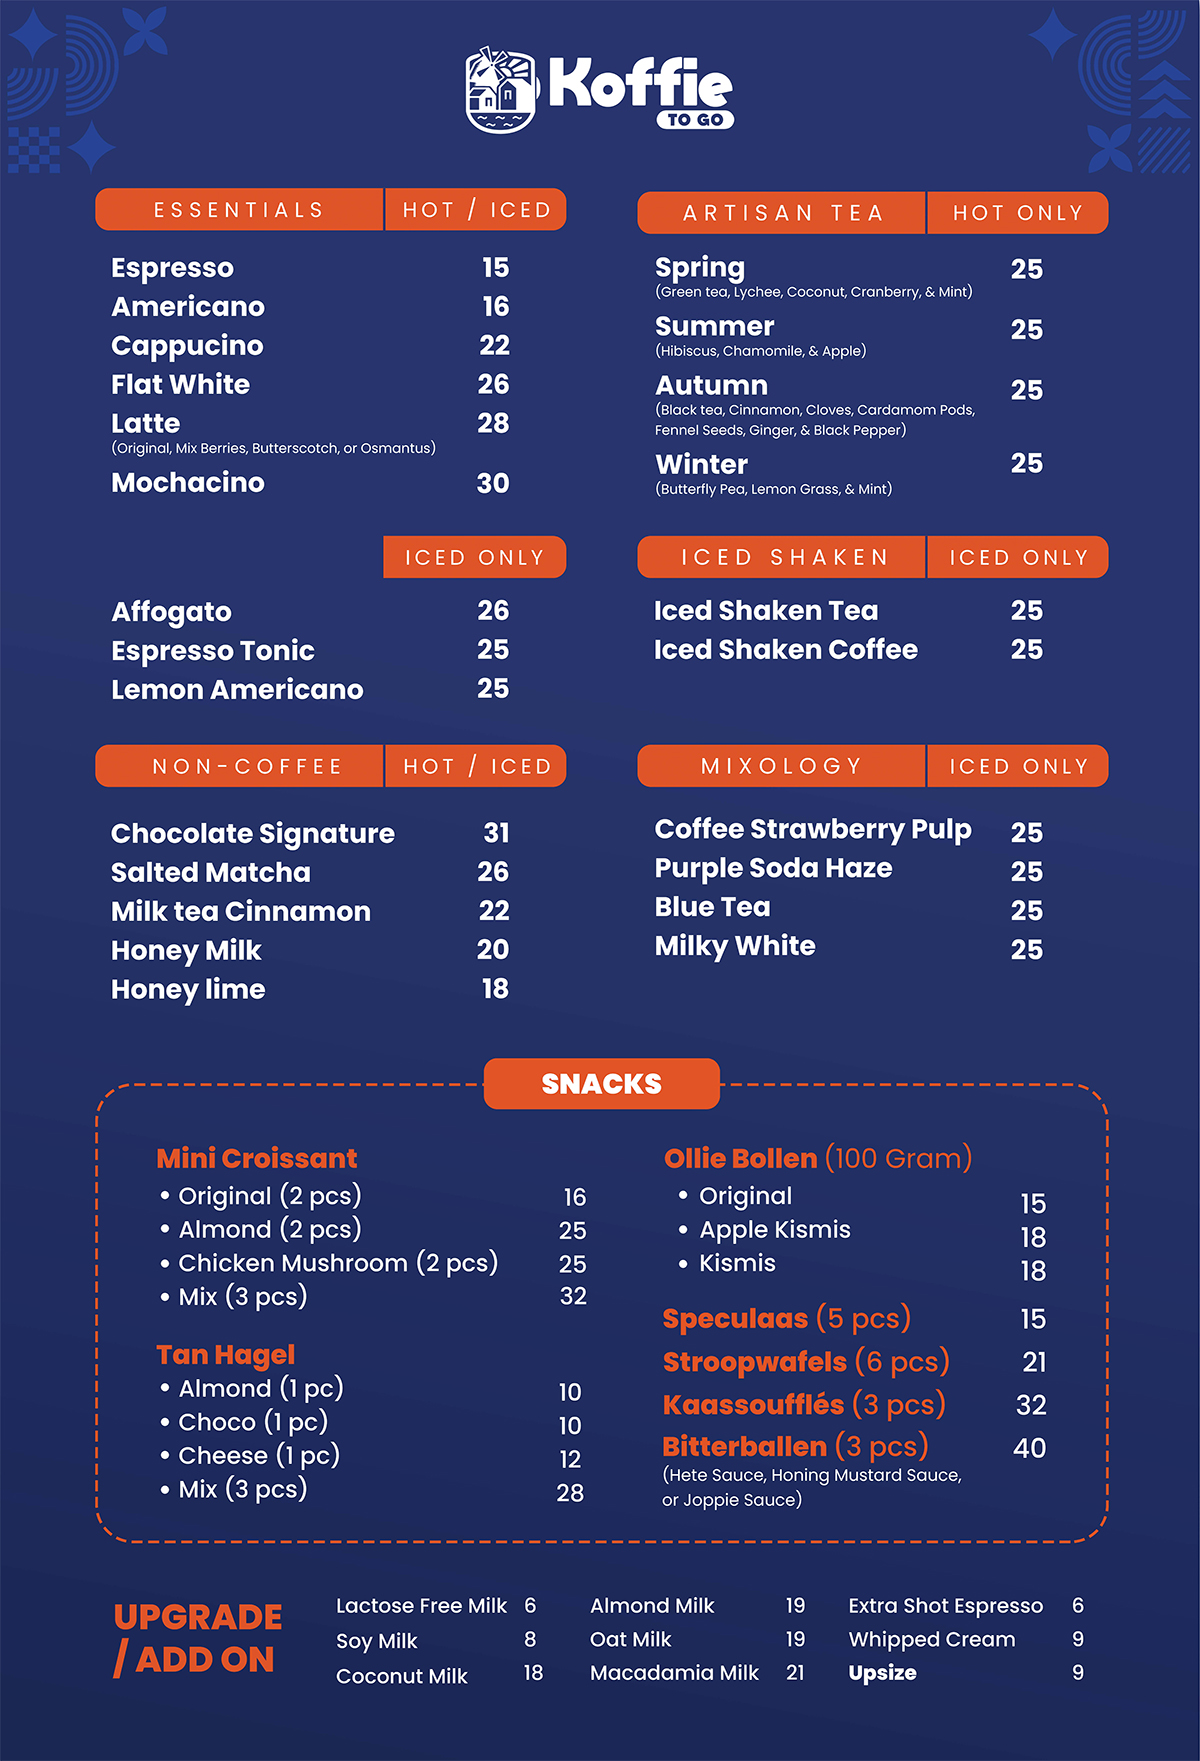 Koffie
TO GO
ESSENTIALS HOT / ICED
Espresso 15
Americano 16
Cappucino 22
Flat White 26
Latte 28
(Original, Mix Berries, Butterscotch, or Osmantus)
Mochacino 30
ICED ONLY
Affogato 26
Espresso Tonic 25
Lemon Americano 25
NON-COFFEE HOT / ICED
Chocolate Signature 31
Salted Matcha 26
Milk tea Cinnamon 22
Honey Milk 20
Honey lime 18
ARTISAN TEA HOT ONLY
Spring 25
(Green tea, Lychee, Coconut, Cranberry, & Mint)
Summer 25
(Hibiscus, Chamomile, & Apple)
Autumn 25
(Black tea, Cinnamon, Cloves, Cardamom Pods,
Fennel Seeds, Ginger, & Black Pepper)
Winter 25
(Butterfly Pea, Lemon Grass, & Mint)
ICED SHAKEN ICED ONLY
Iced Shaken Tea 25
Iced Shaken Coffee 25
MIXOLOGY ICED ONLY
Coffee Strawberry Pulp 25
Purple Soda Haze 25
Blue Tea 25
Milky White 25
SNACKS
Mini Croissant
• Original (2 pcs) 16
• Almond (2 pcs) 25
• Chicken Mushroom (2 pcs) 25
• Mix (3 pcs) 32
Tan Hagel
• Almond (1 pc) 10
• Choco (1 pc) 10
• Cheese (1 pc) 12
• Mix (3 pcs) 28
Ollie Bollen (100 Gram)
• Original 15
• Apple Kismis 18
• Kismis 18
Speculaas (5 pcs) 15
Stroopwafels (6 pcs) 21
Kaassoufflés (3 pcs) 32
Bitterballen (3 pcs) 40
(Hete Sauce, Honing Mustard Sauce,
or Joppie Sauce)
UPGRADE
/ ADD ON
Lactose Free Milk 6
Soy Milk 8
Coconut Milk 18
Almond Milk 19
Oat Milk 19
Macadamia Milk 21
Extra Shot Espresso 6
Whipped Cream 9
Upsize 9